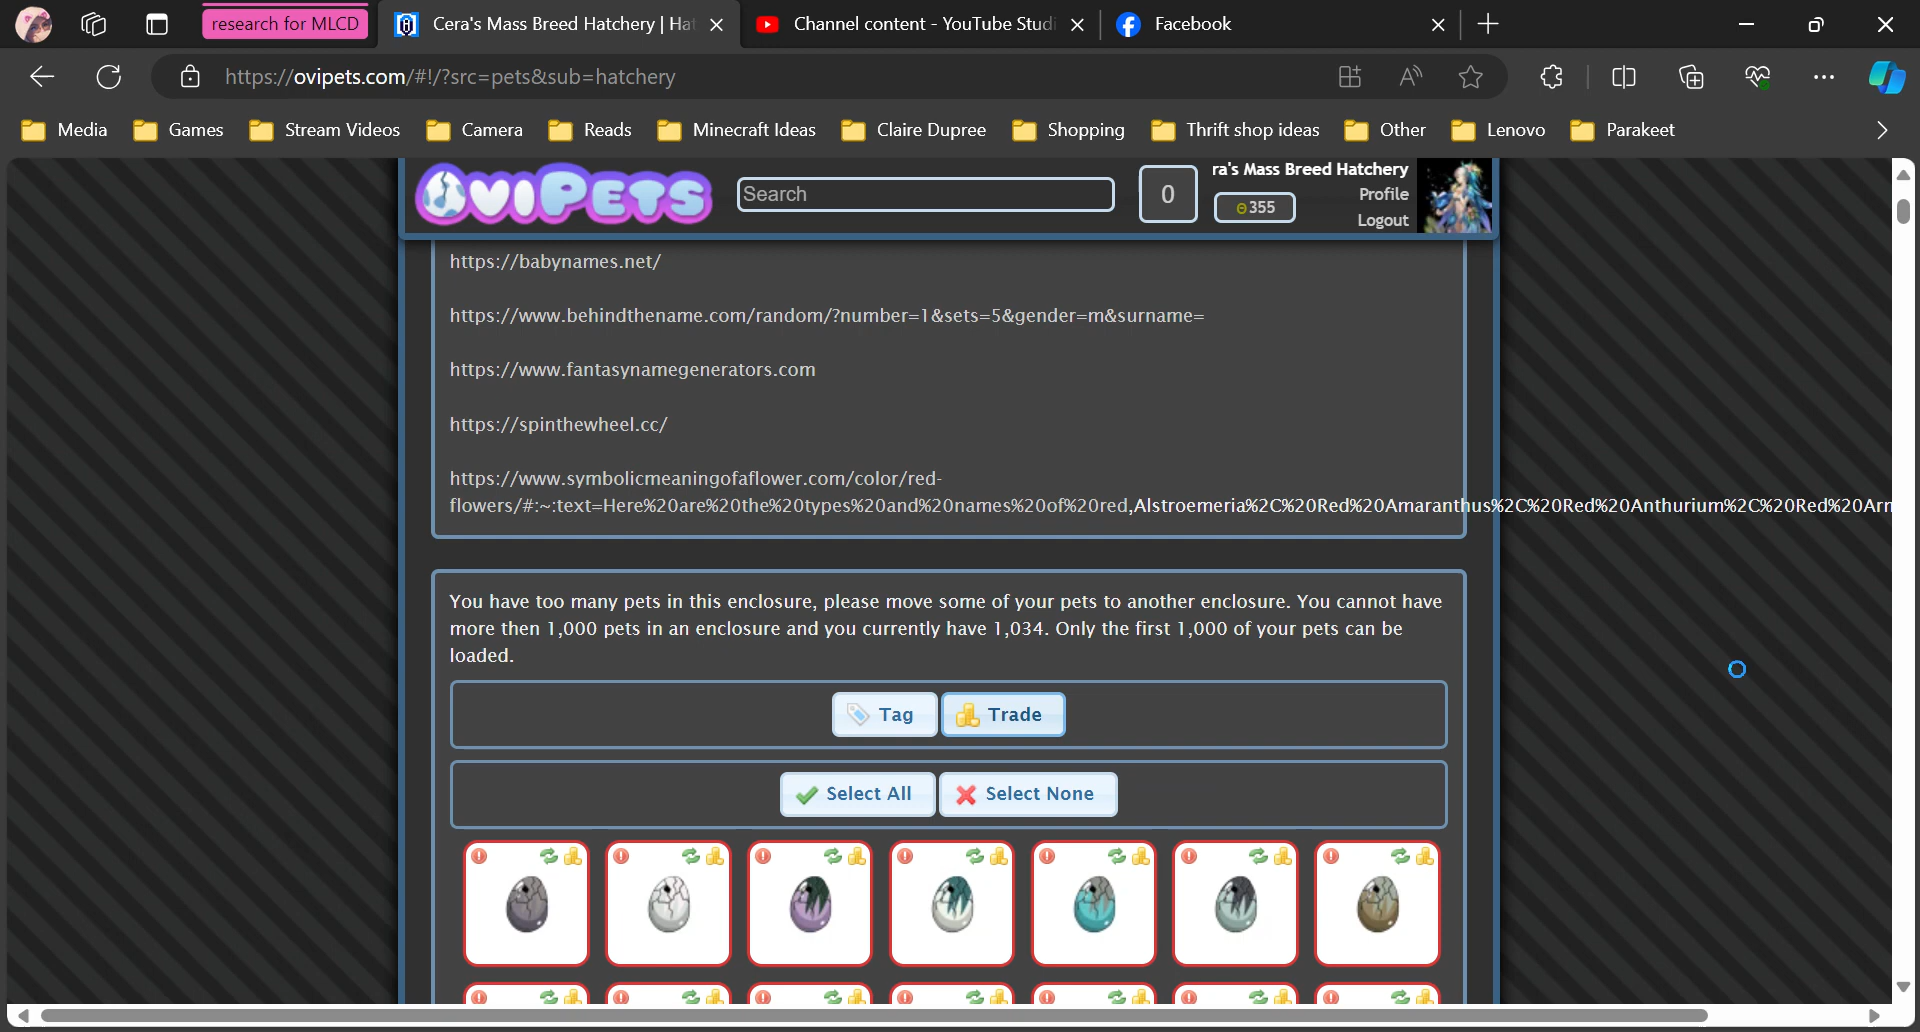 research for MLCD
Cera's Mass Breed Hatchery | Hat
Channel content - YouTube Studi
Facebook
https://ovipets.com/#!/?src=pets&sub=hatchery
Media
Games
Stream Videos
Camera
Reads
Minecraft Ideas
Claire Dupree
Shopping
Thrift shop ideas
Other
Lenovo
Parakeet
OviPets
Search
0
ra's Mass Breed Hatchery
355
Profile
Logout
https://babynames.net/
https://www.behindthename.com/random/?number=1&sets=5&gender=m&surname=
https://www.fantasynamegenerators.com
https://spinthewheel.cc/
https://www.symbolicmeaningofaflower.com/color/red-
flowers/#:~:text=Here%20are%20the%20types%20and%20names%20of%20red,Alstroemeria%2C%20Red%20Amaranthus%2C%20Red%20Anthurium%2C%20Red%20Arn
You have too many pets in this enclosure, please move some of your pets to another enclosure. You cannot have
more then 1,000 pets in an enclosure and you currently have 1,034. Only the first 1,000 of your pets can be
loaded.
Tag
Trade
Select All
Select None